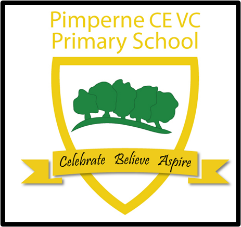 Pimperne CE VC
Primary School
Celebrate Believe Aspire